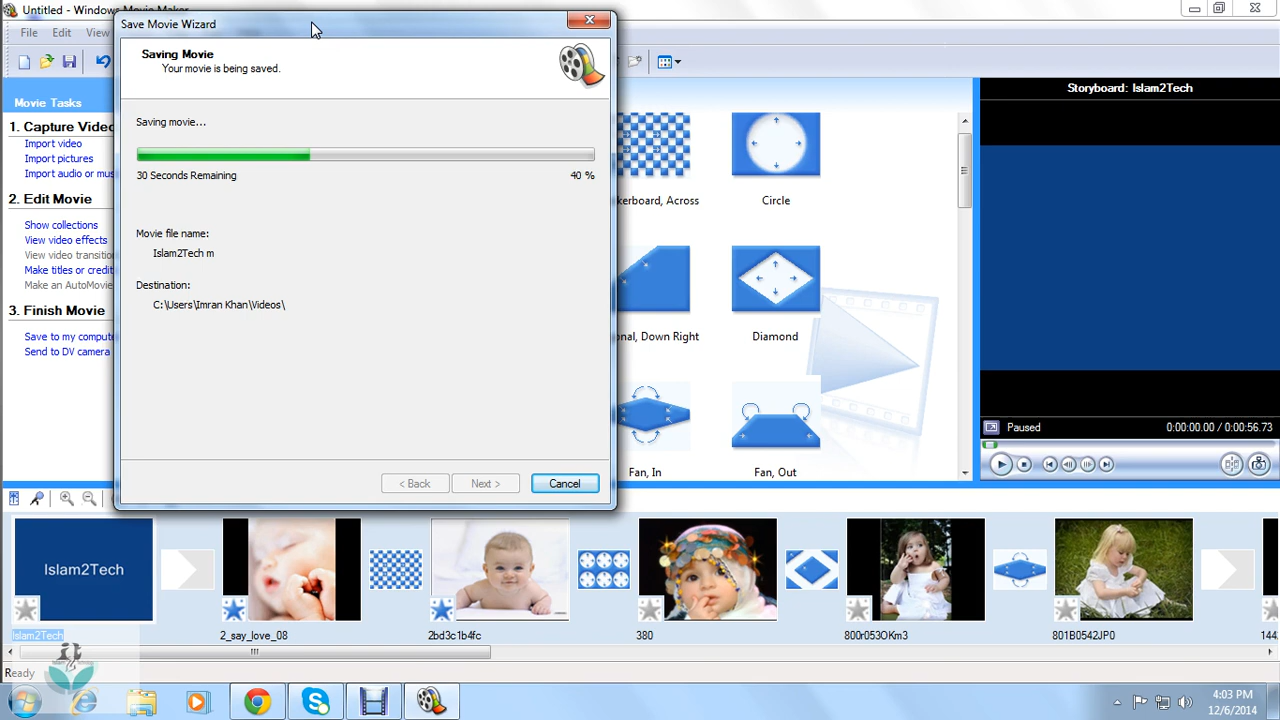 Untitled - Windows Movie Maker
Save Movie Wizard
File Edit View
Saving Movie
Your movie is being saved.
Movie Tasks
Storyboard: Islam2Tech
1. Capture Video
Import video
Import pictures
Import audio or mus
Saving movie...
30 Seconds Remaining 40 %
kerboard, Across
Circle
2. Edit Movie
Show collections
View video effects
View video transitio
Make titles or credit
Make an AutoMovie
Movie file name:
Islam2Tech m
Destination:
C:\Users\Imran Khan\Videos\
3. Finish Movie
Save to my compute
Send to DV camera
onal, Down Right
Diamond
Paused 0:00:00.00 / 0:00:56.73
Fan, In
Fan, Out
< Back Next > Cancel
Islam2Tech
Islam2Tech 2_say_love_08 2bd3c1b4fc 380 800r053OKm3 801B0542JP0 144
Ready
4:03 PM
12/6/2014